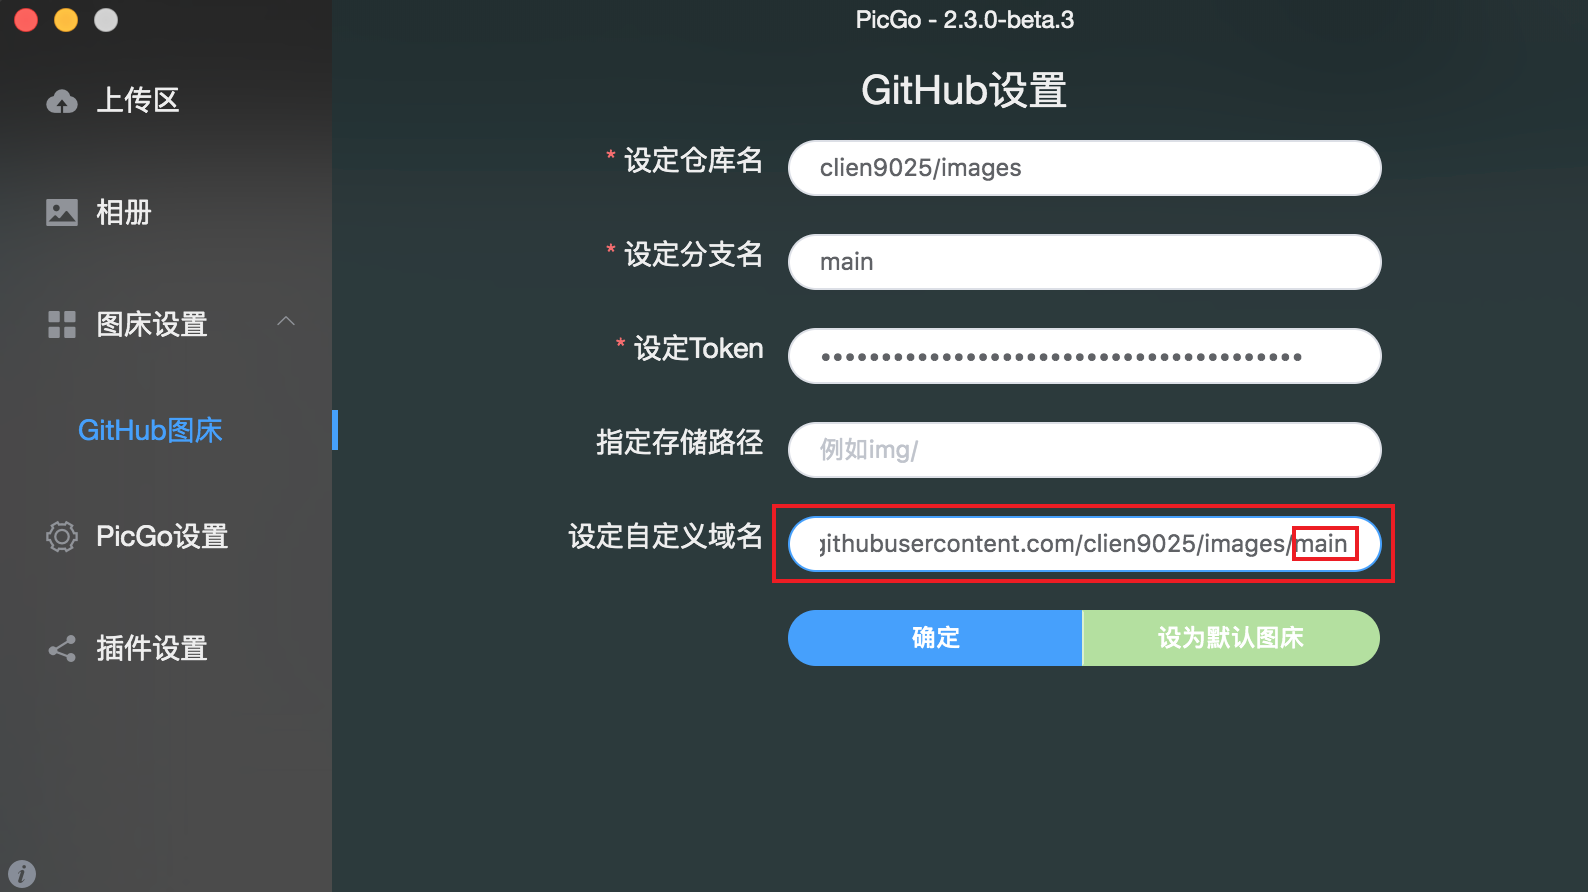 PicGo - 2.3.0-beta.3
上传区
相册
图床设置
GitHub图床
PicGo设置
插件设置
GitHub设置
* 设定仓库名
clien9025/images
* 设定分支名
main
* 设定Token
••••••••••••••••••••••••••••••••••••••••
指定存储路径
例如img/
设定自定义域名
githubusercontent.com/clien9025/images/main
确定
设为默认图床